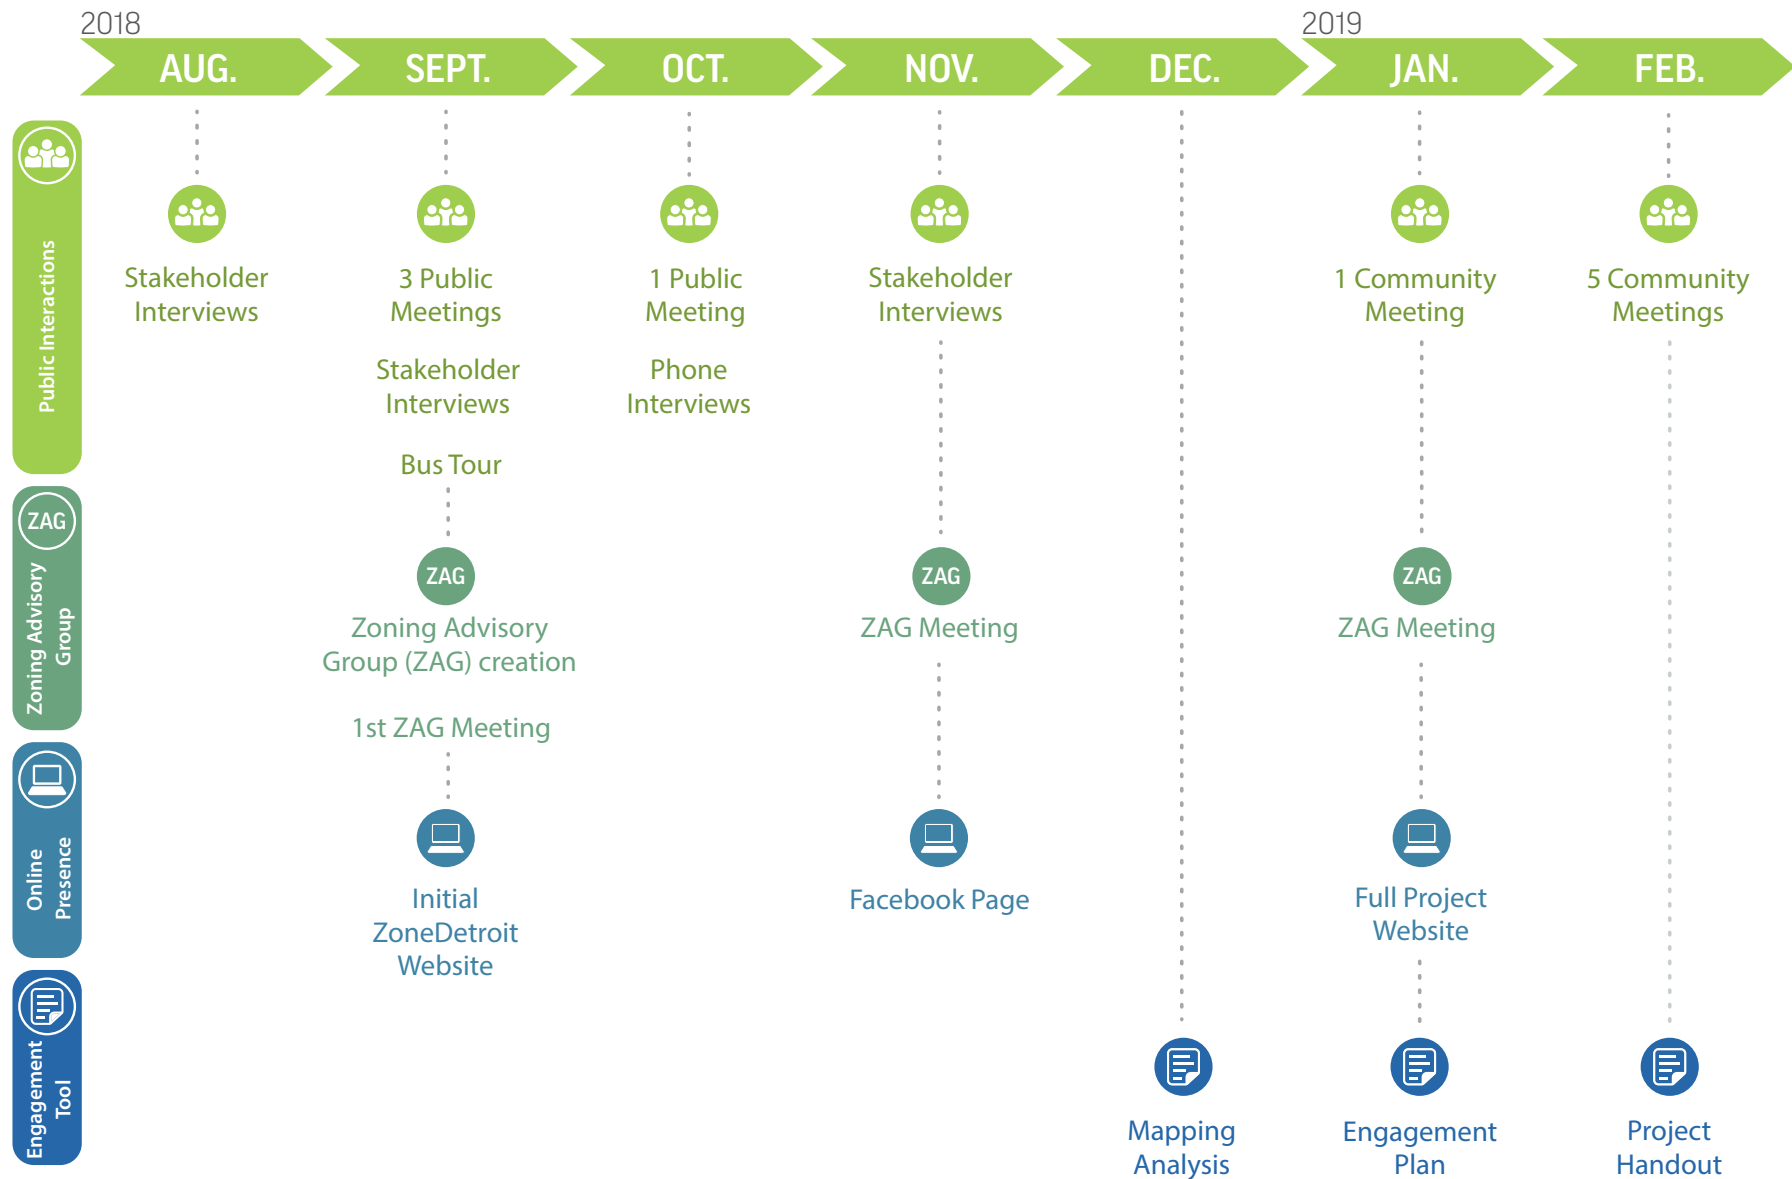 2018
2019
AUG.
SEPT.
OCT.
NOV.
DEC.
JAN.
FEB.
Public Interactions
Stakeholder
Interviews
3 Public
Meetings
Stakeholder
Interviews
Bus Tour
1 Public
Meeting
Phone
Interviews
Stakeholder
Interviews
1 Community
Meeting
5 Community
Meetings
ZAG
Zoning Advisory
Group
ZAG
Zoning Advisory
Group (ZAG) creation
1st ZAG Meeting
ZAG
ZAG Meeting
ZAG
ZAG Meeting
Online
Presence
Initial
ZoneDetroit
Website
Facebook Page
Full Project
Website
Engagement
Tool
Mapping
Analysis
Engagement
Plan
Project
Handout